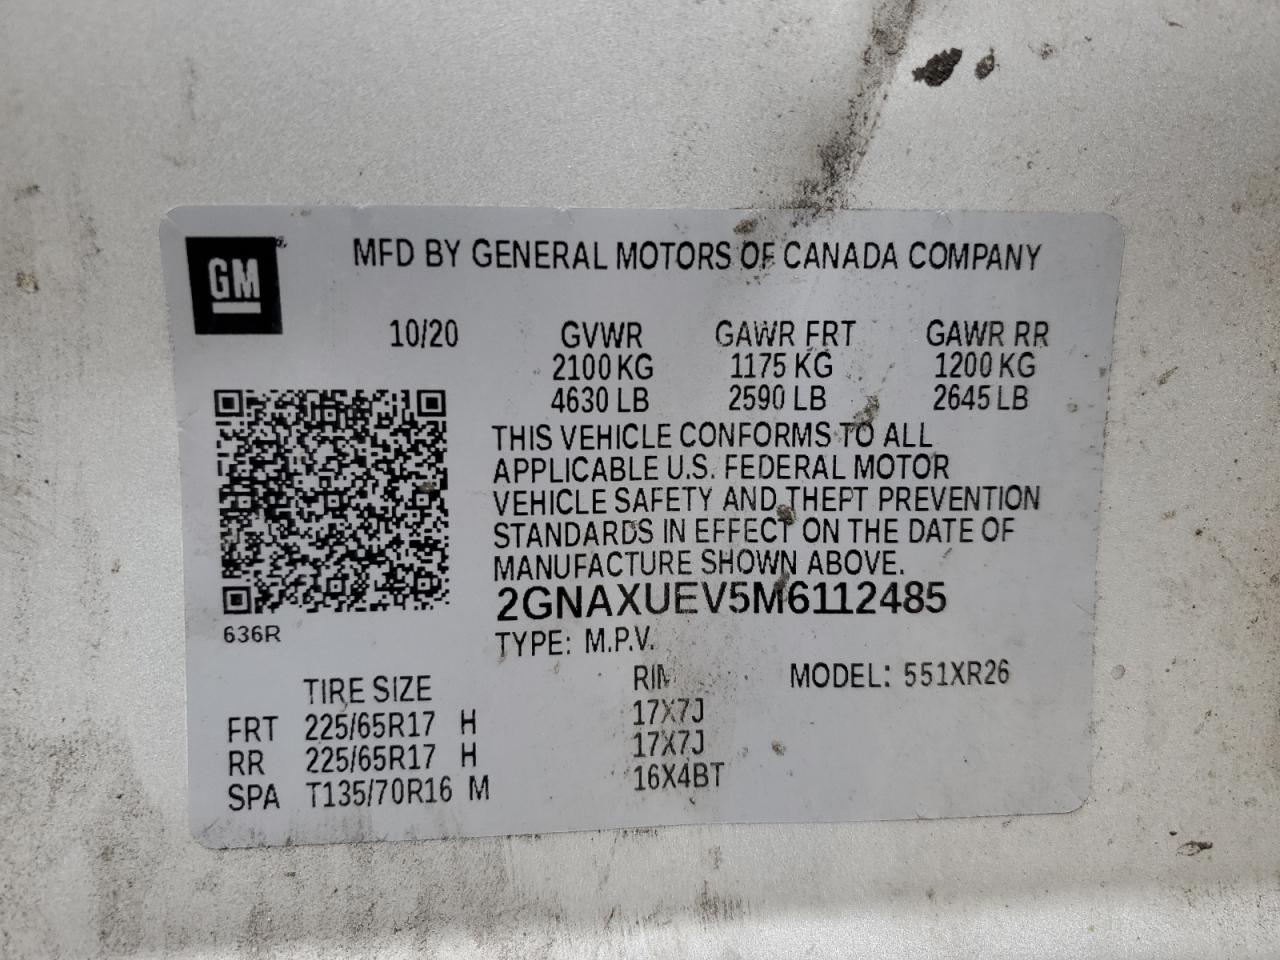 GM
MFD BY GENERAL MOTORS OF CANADA COMPANY
10/20 GVWR GAWR FRT GAWR RR
2100 KG 1175 KG 1200 KG
4630 LB 2590 LB 2645 LB
THIS VEHICLE CONFORMS TO ALL
APPLICABLE U.S. FEDERAL MOTOR
VEHICLE SAFETY AND THEFT PREVENTION
STANDARDS IN EFFECT ON THE DATE OF
MANUFACTURE SHOWN ABOVE.
2GNAXUEV5M6112485
636R
TYPE: M.P.V.
TIRE SIZE RIM MODEL: 551XR26
FRT 225/65R17 H 17X7J
RR 225/65R17 H 17X7J
SPA T135/70R16 M 16X4BT